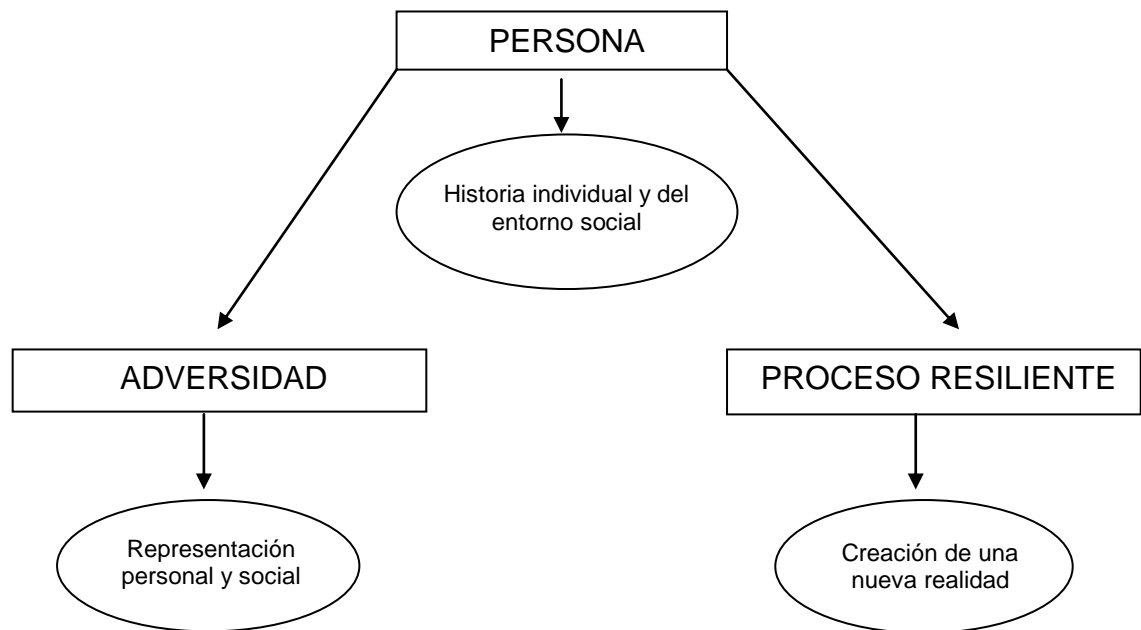 PERSONA
Historia individual y del
entorno social
ADVERSIDAD
PROCESO RESILIENTE
Representación
personal y social
Creación de una
nueva realidad